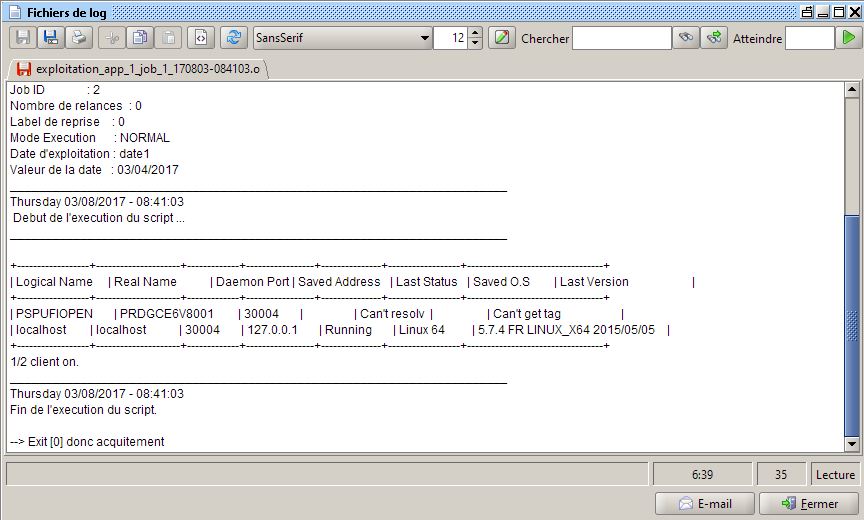 Fichiers de log
SansSerif 12 Chercher Atteindre
exploitation_app_1_job_1_170803-084103.o
Job ID : 2
Nombre de relances : 0
Label de reprise : 0
Mode Execution : NORMAL
Date d'exploitation : date1
Valeur de la date : 03/04/2017
Thursday 03/08/2017 - 08:41:03
Debut de l'execution du script ...
+------------------+---------------------+-------------+-----------------+------------------+-----------------------------------+
| Logical Name | Real Name | Daemon Port | Saved Address | Last Status | Saved O.S | Last Version |
+------------------+---------------------+-------------+-----------------+------------------+-----------------------------------+
| PSPUFIOPEN | PRDGCE6V8001 | 30004 | | Can't resolv | | Can't get tag |
| localhost | localhost | 30004 | 127.0.0.1 | Running | Linux 64 | 5.7.4 FR LINUX_X64 2015/05/05 |
+------------------+---------------------+-------------+-----------------+------------------+-----------------------------------+
1/2 client on.
Thursday 03/08/2017 - 08:41:03
Fin de l'execution du script.
--> Exit [0] donc acquitement
6:39 35 Lecture
E-mail Fermer